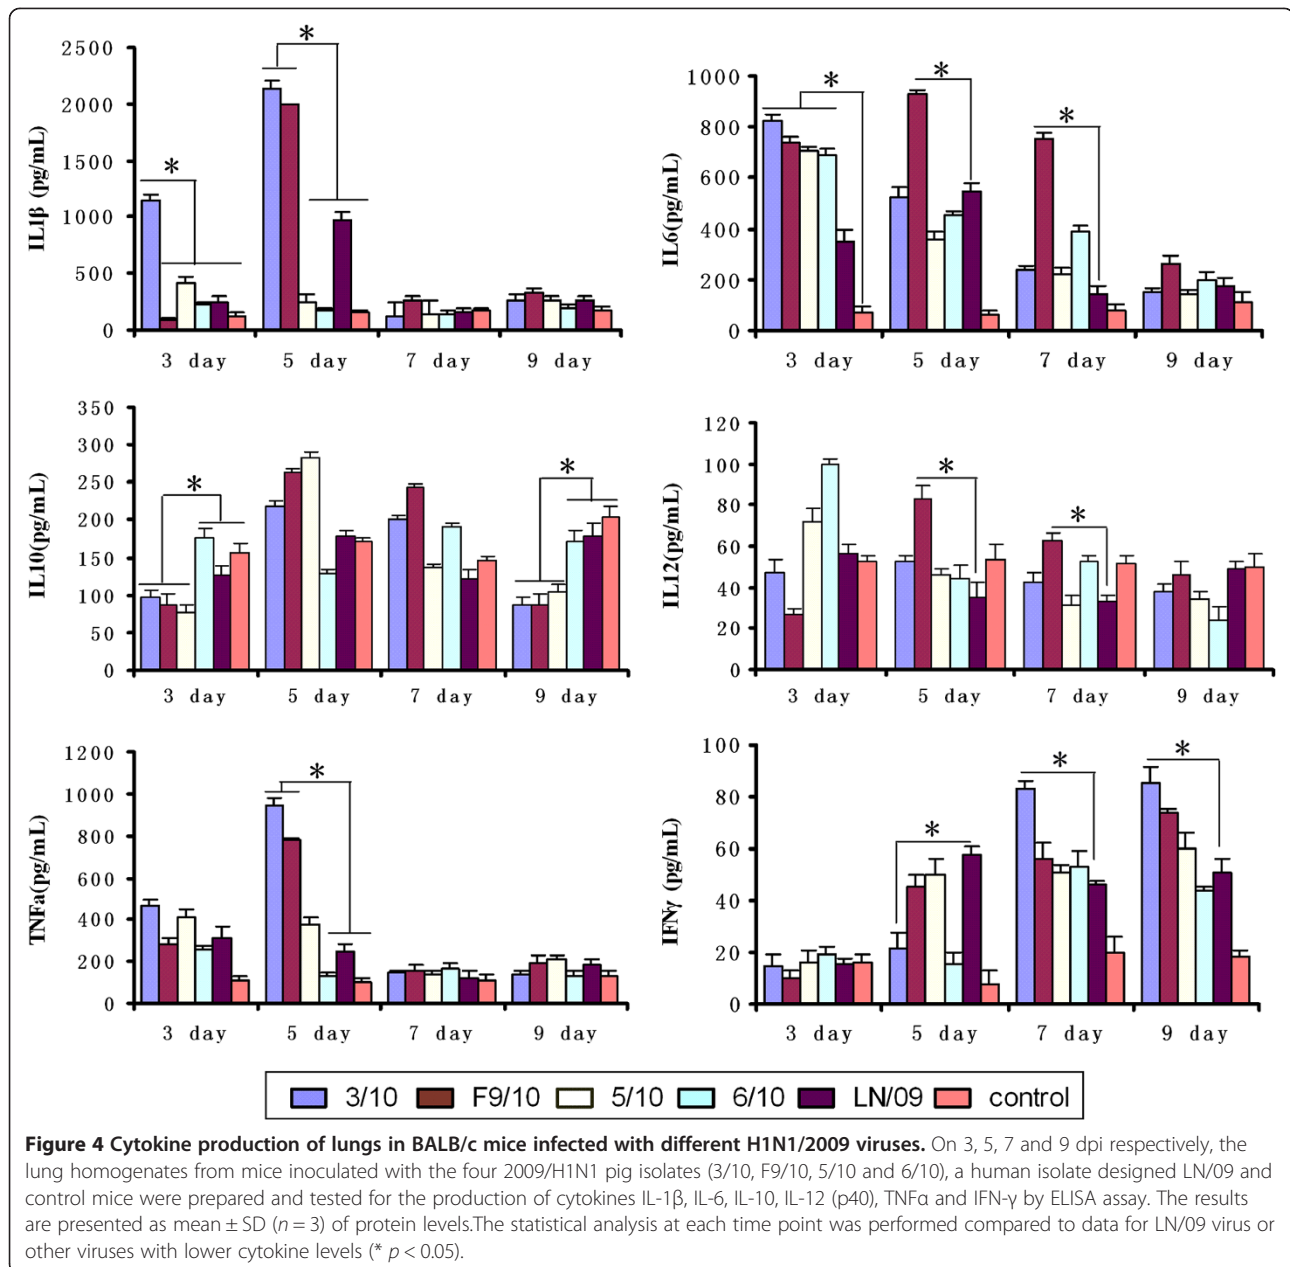 IL1β (pg/mL)
2500
2000
1500
1000
500
0
*
*
3 day 5 day 7 day 9 day
IL6(pg/mL)
1000
800
600
400
200
0
*
*
*
3 day 5 day 7 day 9 day
IL10(pg/mL)
350
300
250
200
150
100
50
0
*
*
3 day 5 day 7 day 9 day
IL12(pg/mL)
120
100
80
60
40
20
0
*
*
3 day 5 day 7 day 9 day
TNFa(pg/mL)
1200
1000
800
600
400
200
0
*
3 day 5 day 7 day 9 day
IFNγ (pg/mL)
100
80
60
40
20
0
*
*
*
3 day 5 day 7 day 9 day
3/10 F9/10 5/10 6/10 LN/09 control
Figure 4 Cytokine production of lungs in BALB/c mice infected with different H1N1/2009 viruses. On 3, 5, 7 and 9 dpi respectively, the
lung homogenates from mice inoculated with the four 2009/H1N1 pig isolates (3/10, F9/10, 5/10 and 6/10), a human isolate designed LN/09 and
control mice were prepared and tested for the production of cytokines IL-1β, IL-6, IL-10, IL-12 (p40), TNFα and IFN-γ by ELISA assay. The results
are presented as mean ± SD (n = 3) of protein levels.The statistical analysis at each time point was performed compared to data for LN/09 virus or
other viruses with lower cytokine levels (* p < 0.05).